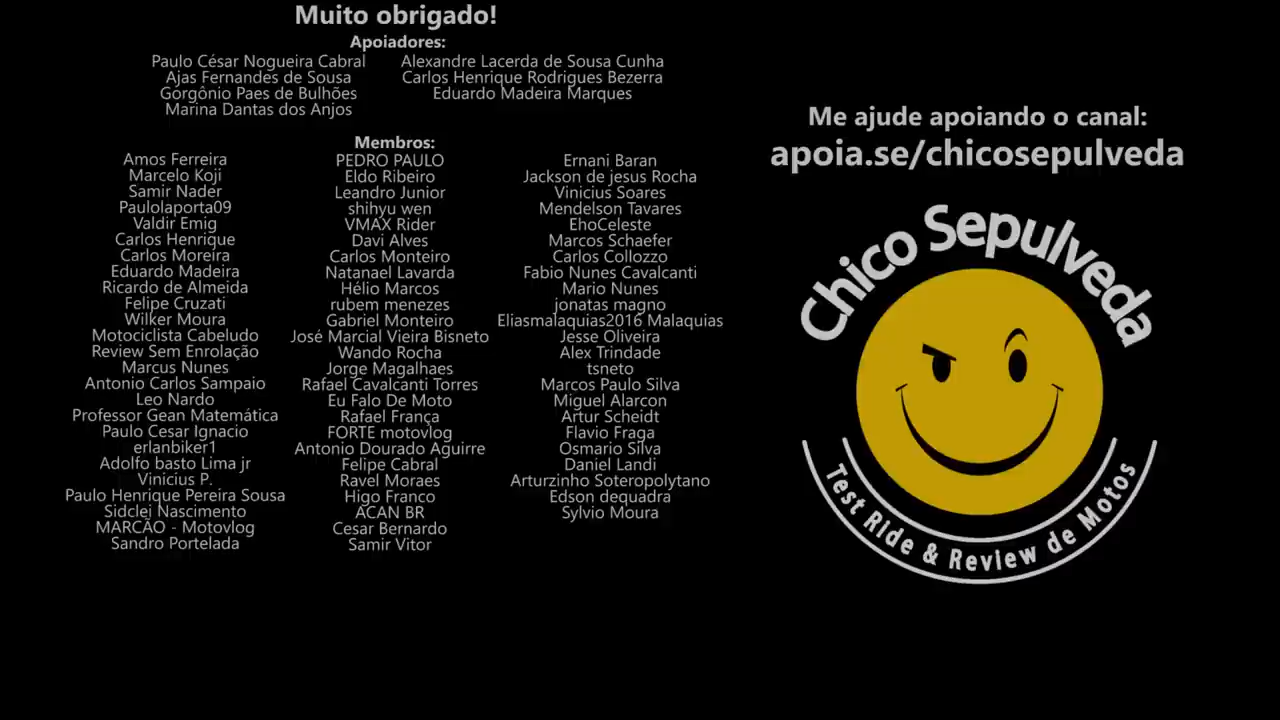 Muito obrigado!
Apoiadores:
Paulo César Nogueira Cabral
Ajas Fernandes de Sousa
Gorgônio Paes de Bulhões
Marina Dantas dos Anjos
Alexandre Lacerda de Sousa Cunha
Carlos Henrique Rodrigues Bezerra
Eduardo Madeira Marques
Membros:
Amos Ferreira
Marcelo Koji
Samir Nader
Paulolaporta09
Valdir Emig
Carlos Henrique
Carlos Moreira
Eduardo Madeira
Ricardo de Almeida
Felipe Cruzati
Wilker Moura
Motociclista Cabeludo
Review Sem Enrolação
Marcus Nunes
Antonio Carlos Sampaio
Leo Nardo
Professor Gean Matemática
Paulo Cesar Ignacio
erlanbiker1
Adolfo basto Lima jr
Vinicius P.
Paulo Henrique Pereira Sousa
Sidclei Nascimento
MARCÃO - Motovlog
Sandro Portelada
PEDRO PAULO
Eldo Ribeiro
Leandro Junior
shihyu wen
VMAX Rider
Davi Alves
Carlos Monteiro
Natanael Lavarda
Hélio Marcos
rubem menezes
Gabriel Monteiro
José Marcial Vieira Bisneto
Wando Rocha
Jorge Magalhaes
Rafael Cavalcanti Torres
Eu Falo De Moto
Rafael França
FORTE motovlog
Antonio Dourado Aguirre
Felipe Cabral
Ravel Moraes
Higo Franco
ACAN BR
Cesar Bernardo
Samir Vitor
Ernani Baran
Jackson de jesus Rocha
Vinicius Soares
Mendelson Tavares
EhoCeleste
Marcos Schaefer
Carlos Collozzo
Fabio Nunes Cavalcanti
Mario Nunes
jonatas magno
Eliasmalaquias2016 Malaquias
Jesse Oliveira
Alex Trindade
tsneto
Marcos Paulo Silva
Miguel Alarcon
Artur Scheidt
Flavio Fraga
Osmario Silva
Daniel Landi
Arturzinho Soteropolytano
Edson dequadra
Sylvio Moura
Me ajude apoiando o canal:
apoia.se/chicosepulveda
Chico Sepulveda
Test Ride & Review de Motos